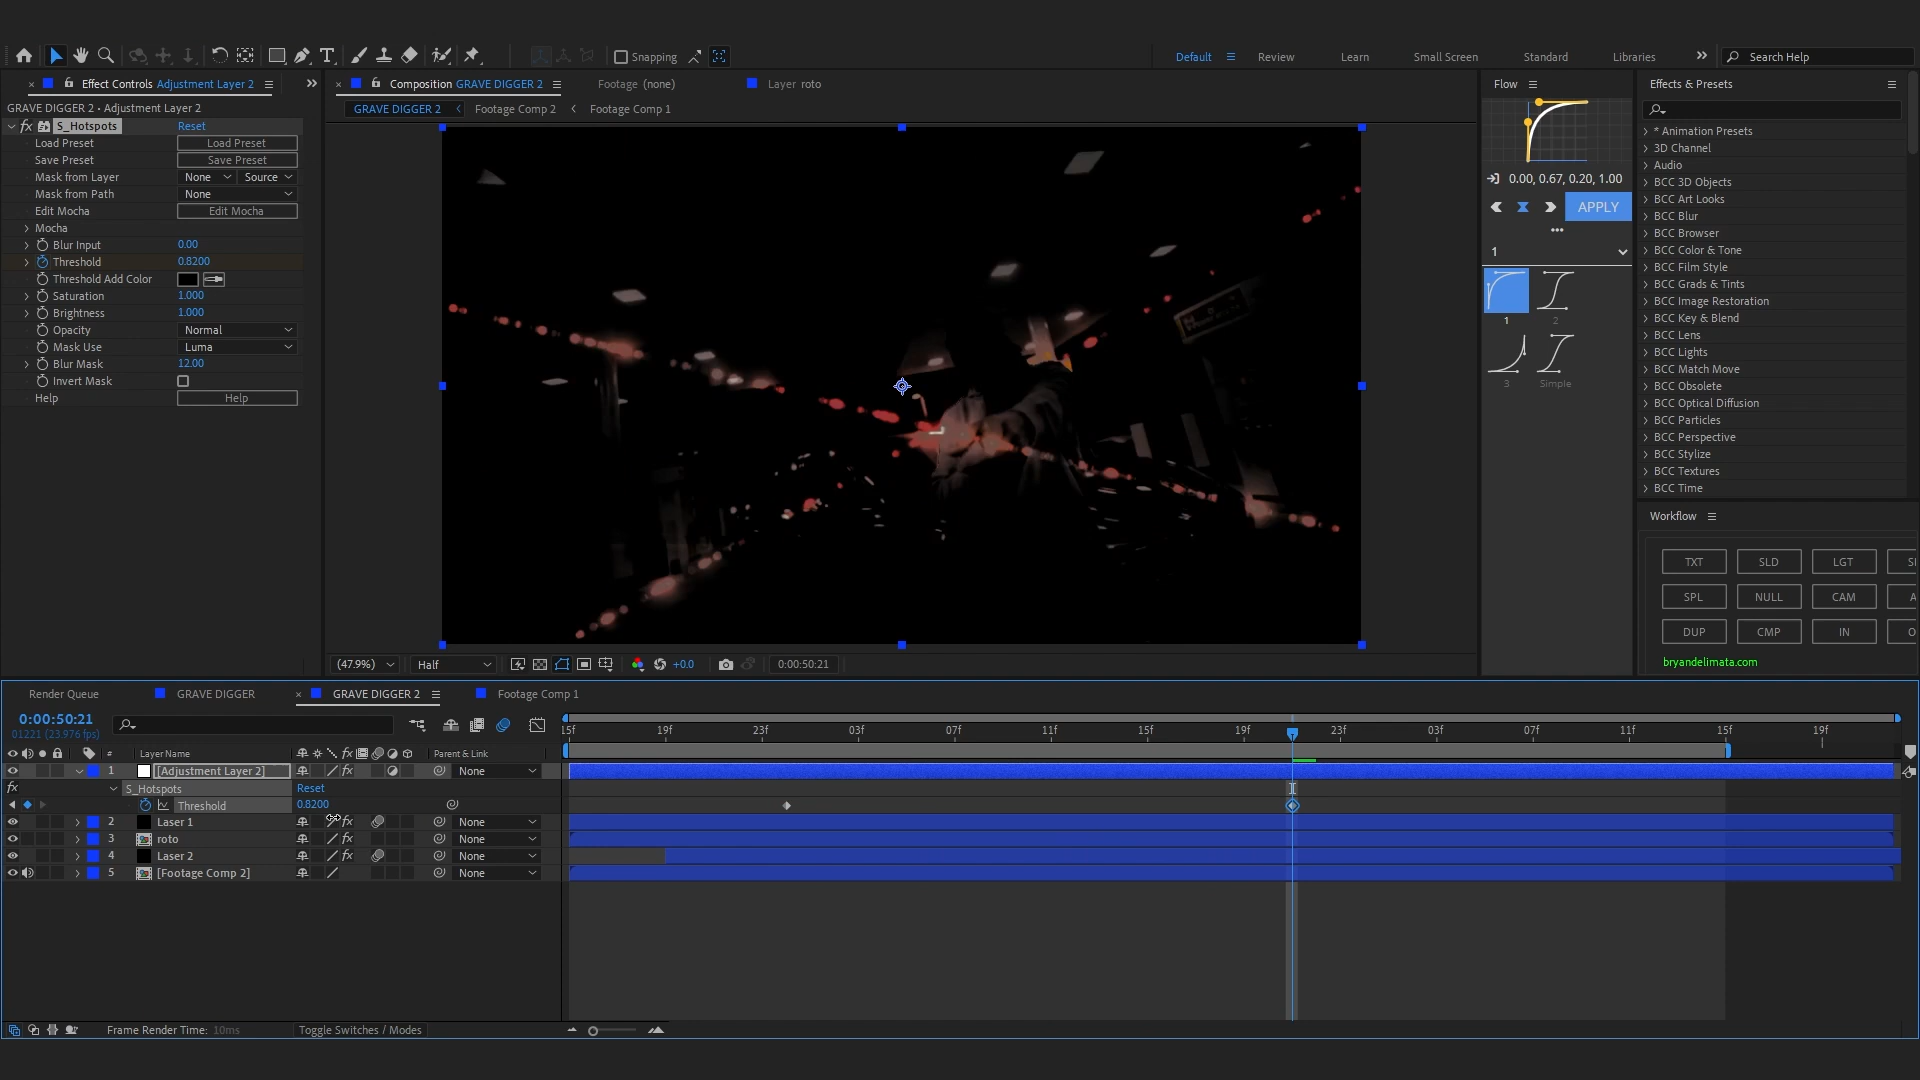 Snapping
Default
Review
Learn
Small Screen
Standard
Libraries
Search Help
Effect Controls Adjustment Layer 2
Composition GRAVE DIGGER 2
Footage (none)
Layer roto
Flow
Effects & Presets
GRAVE DIGGER 2 • Adjustment Layer 2
GRAVE DIGGER 2
Footage Comp 2
Footage Comp 1
fx S_Hotspots Reset
Load Preset Load Preset
Save Preset Save Preset
Mask from Layer None Source
Mask from Path None
Edit Mocha Edit Mocha
Mocha
Blur Input 0.00
Threshold 0.8200
Threshold Add Color
Saturation 1.000
Brightness 1.000
Opacity Normal
Mask Use Luma
Blur Mask 12.00
Invert Mask
Help Help
0.00, 0.67, 0.20, 1.00
APPLY
1
1
2
3
Simple
* Animation Presets
3D Channel
Audio
BCC 3D Objects
BCC Art Looks
BCC Blur
BCC Browser
BCC Color & Tone
BCC Film Style
BCC Grads & Tints
BCC Image Restoration
BCC Key & Blend
BCC Lens
BCC Lights
BCC Match Move
BCC Obsolete
BCC Optical Diffusion
BCC Particles
BCC Perspective
BCC Stylize
BCC Textures
BCC Time
Workflow
TXT SLD LGT
SPL NULL CAM A
DUP CMP IN
bryandelimata.com
(47.9%) Half +0.0 0:00:50:21
Render Queue
GRAVE DIGGER
GRAVE DIGGER 2
Footage Comp 1
0:00:50:21
01221 (23.976 fps)
15f 19f 23f 03f 07f 11f 15f 19f 23f 03f 07f 11f 15f 19f
# Layer Name fx Parent & Link
1 [Adjustment Layer 2] fx None
fx S_Hotspots Reset
Threshold 0.8200
2 Laser 1 fx None
3 roto fx None
4 Laser 2 fx None
5 [Footage Comp 2] None
Frame Render Time: 10ms
Toggle Switches / Modes